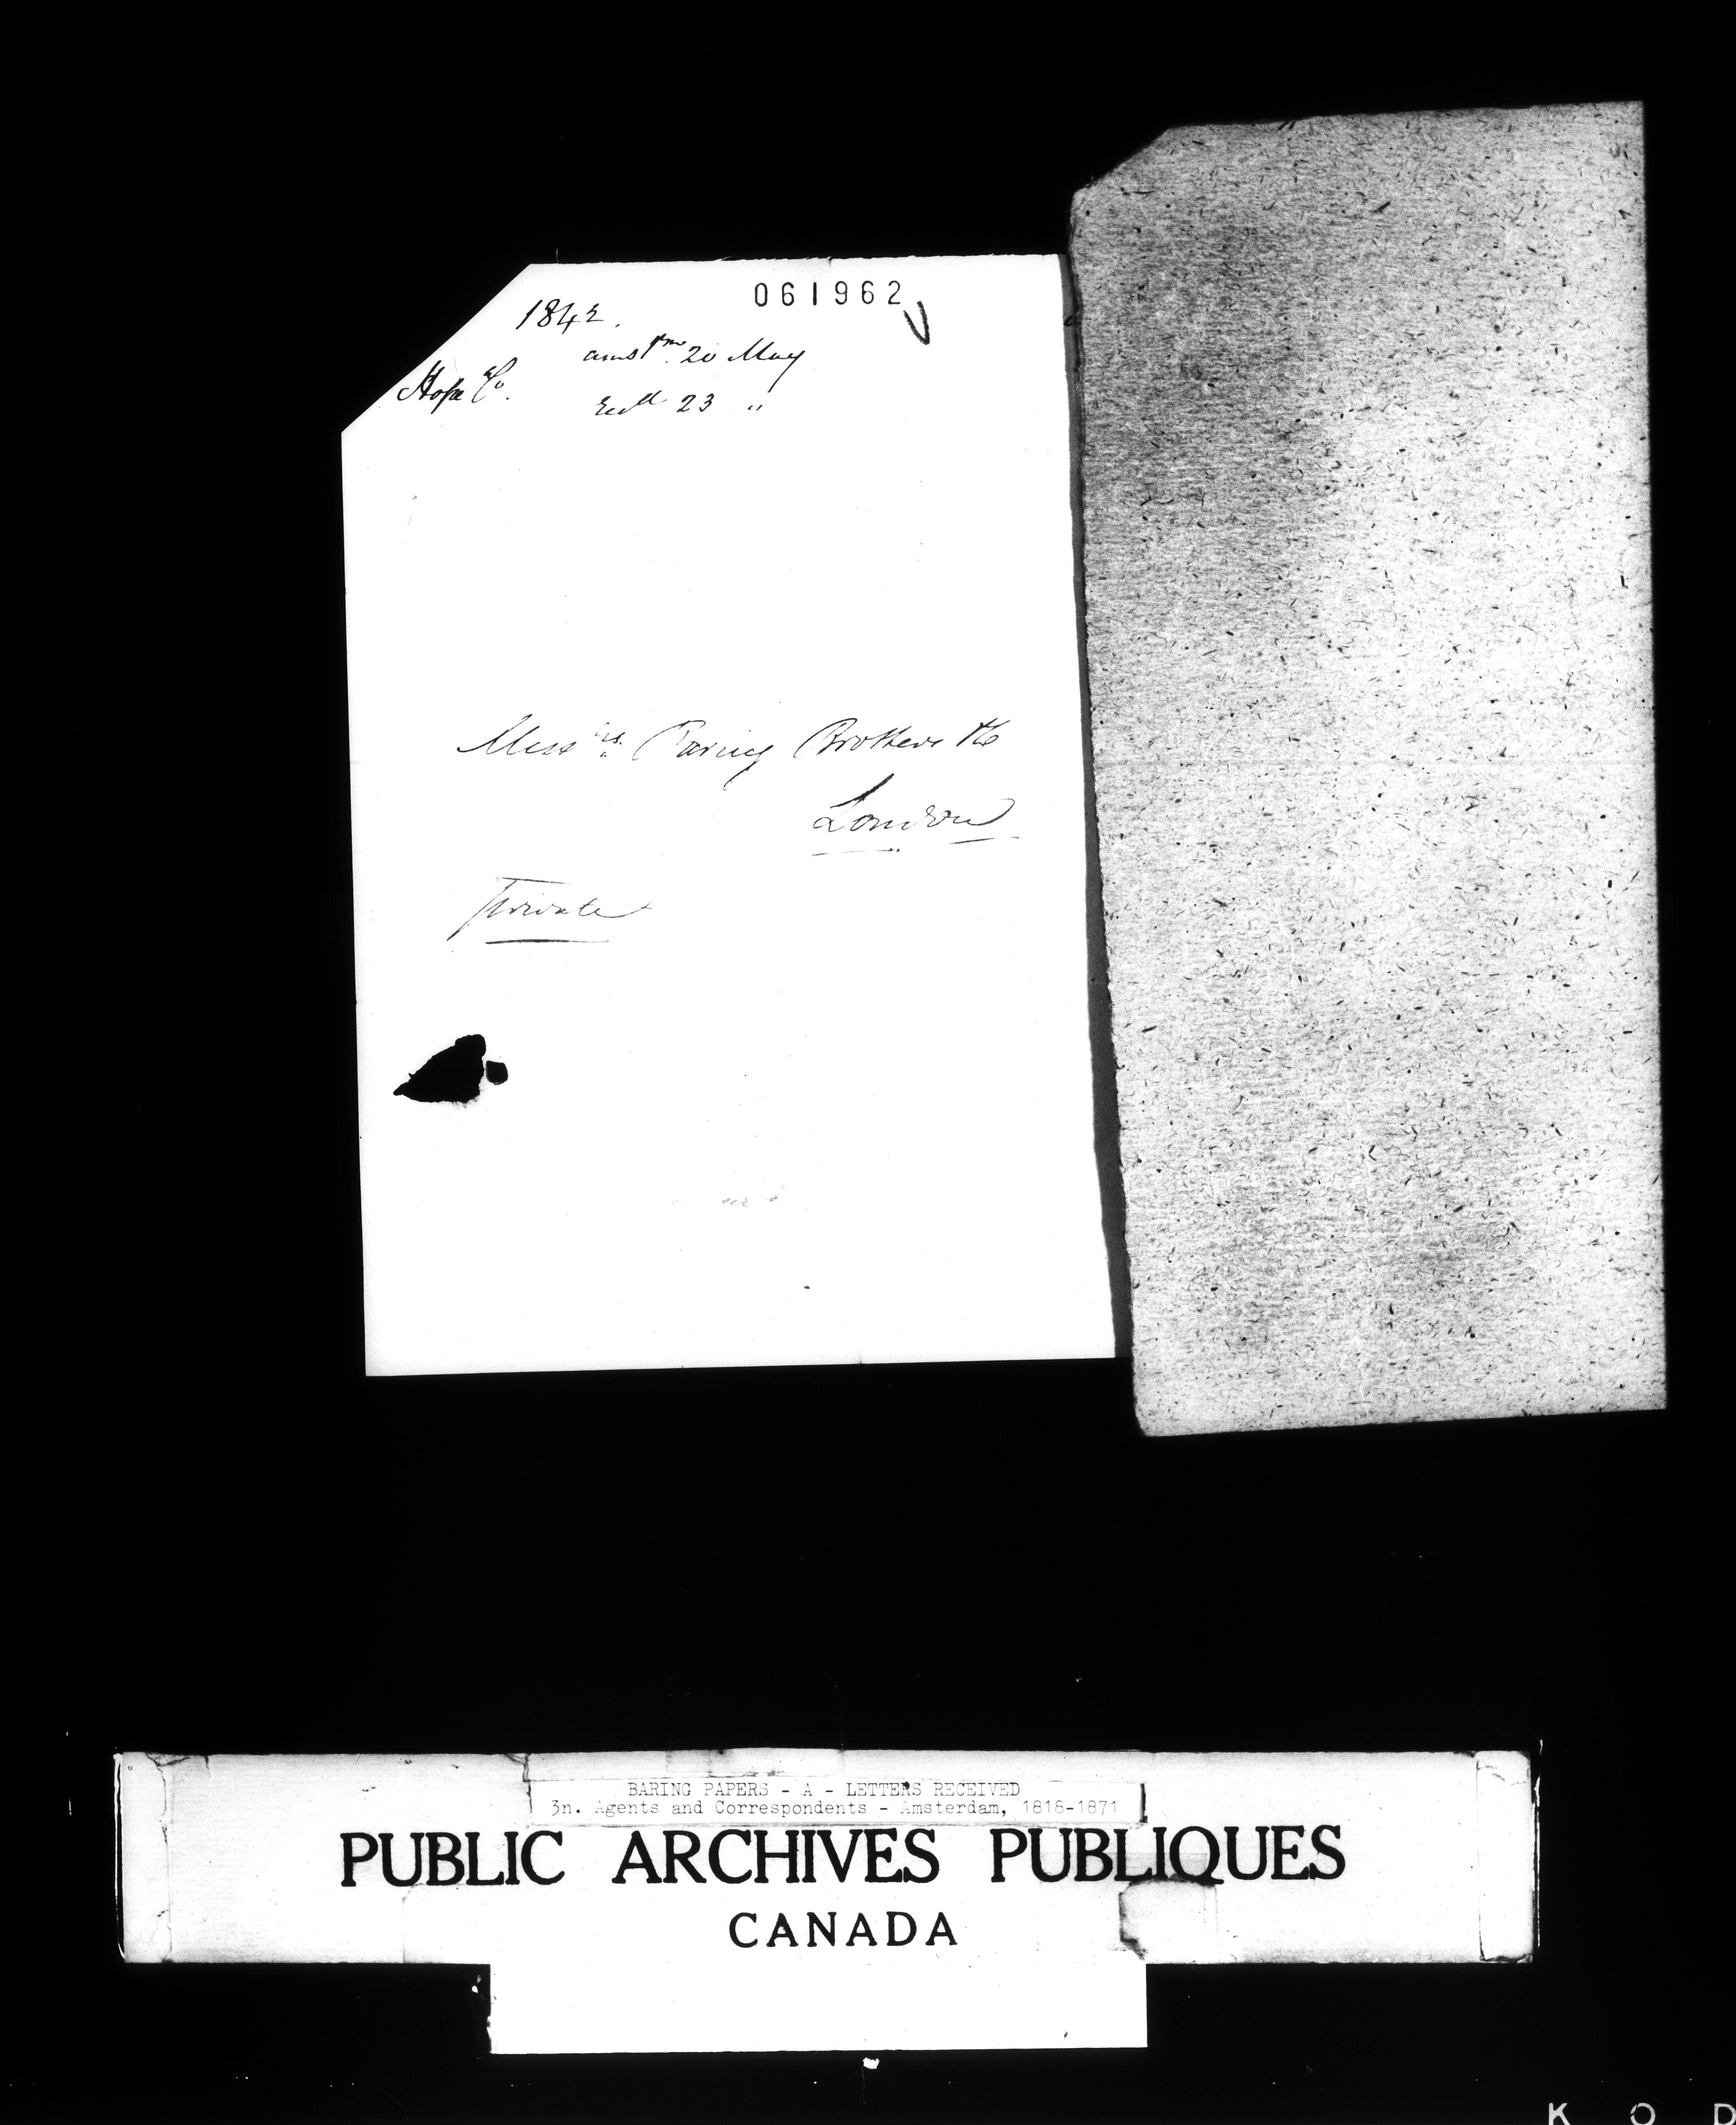 061962
1842.
Amstdm 20 May
Hope & Co.
Recd 23 "
Messrs. Baring Brothers & Co
London
Private
BARING PAPERS - A - LETTERS RECEIVED
3n. Agents and Correspondents - Amsterdam, 1818-1871
PUBLIC ARCHIVES PUBLIQUES
CANADA
K O D